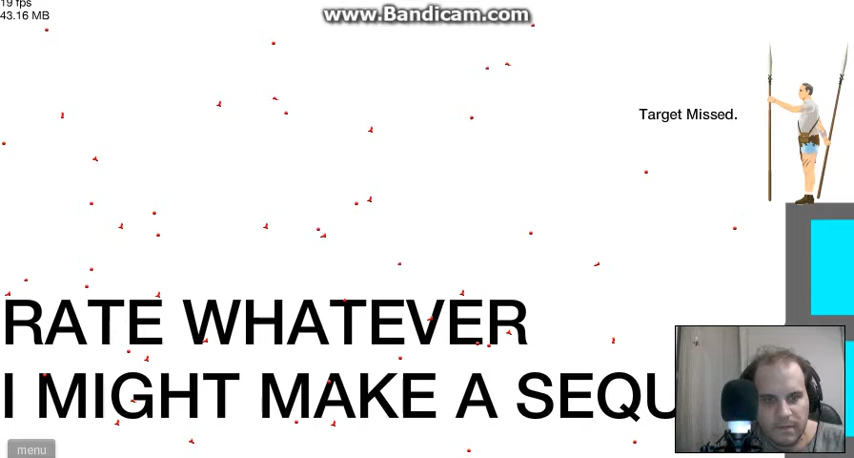 19 fps
43.16 MB
www.Bandicam.com
Target Missed.
RATE WHATEVER
I MIGHT MAKE A SEQU
menu